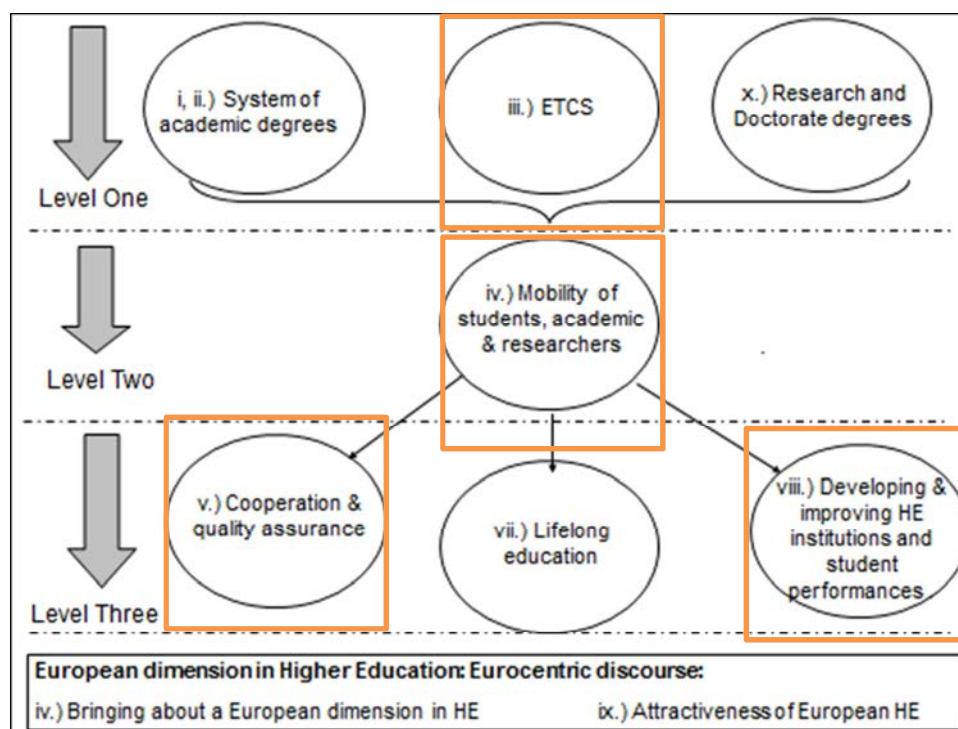 i, ii.) System of
academic degrees
iii.) ETCS
x.) Research and
Doctorate degrees
Level One
iv.) Mobility of
students, academic
& researchers
Level Two
v.) Cooperation &
quality assurance
vii.) Lifelong
education
viii.) Developing &
improving HE
institutions and
student
performances
Level Three
European dimension in Higher Education: Eurocentric discourse:
iv.) Bringing about a European dimension in HE
ix.) Attractiveness of European HE